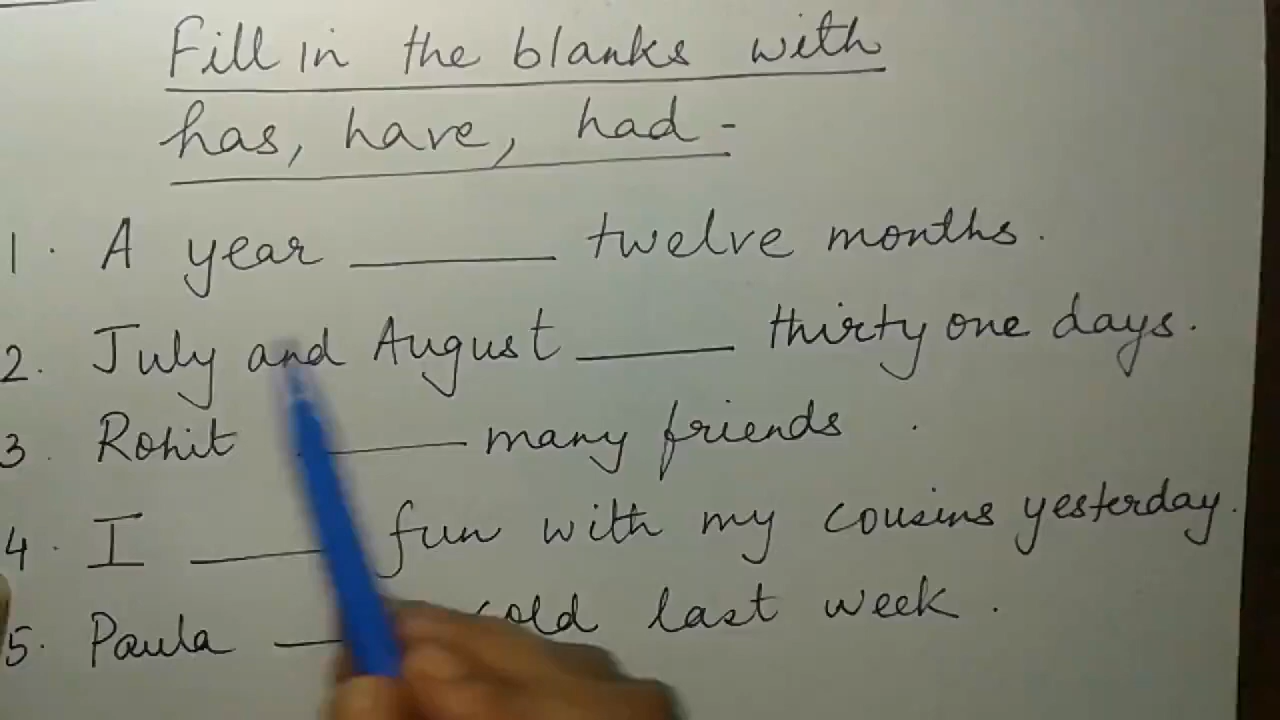 Fill in the blanks with
has, have, had -
1. A year ______ twelve months.
2. July and August ______ thirty one days.
3. Rohit ______ many friends .
4. I ______ fun with my cousins yesterday.
5. Paula ______ cold last week.